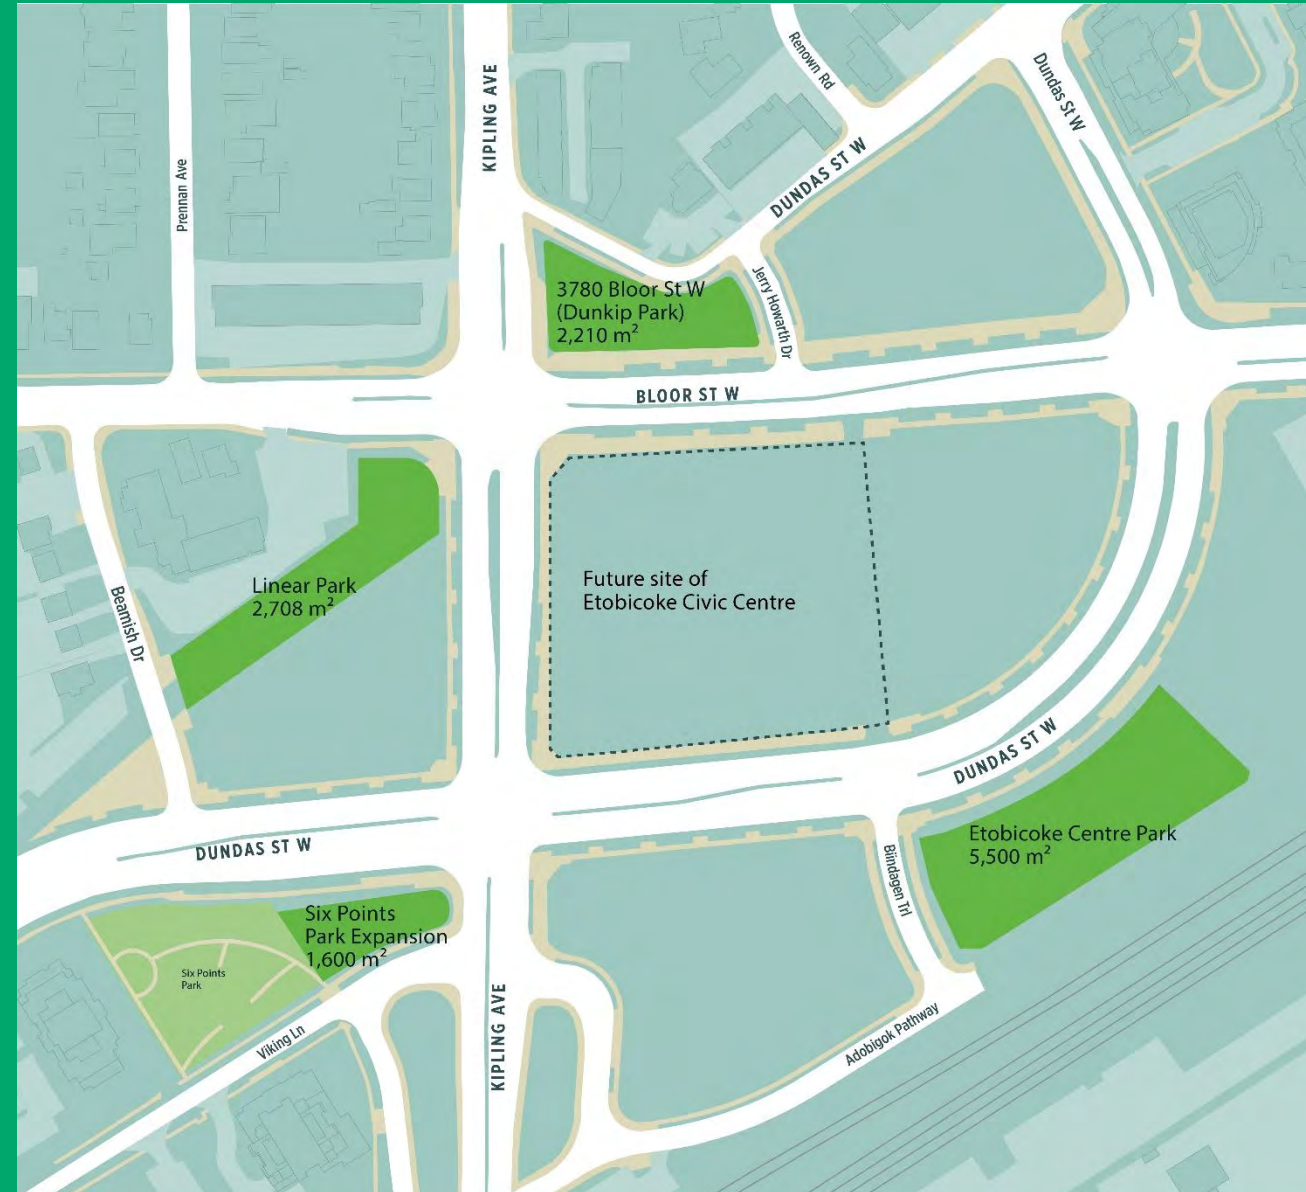 Renown Rd
Dundas St W
KIPLING AVE
Prennan Ave
DUNDAS ST W
Jerry Howarth Dr
3780 Bloor St W
(Dunkip Park)
2,210 m²
BLOOR ST W
Linear Park
2,708 m²
Future site of
Etobicoke Civic Centre
Beamish Dr
DUNDAS ST W
Etobicoke Centre Park
5,500 m²
DUNDAS ST W
Biindagen Trl
Six Points
Park Expansion
1,600 m²
Six Points
Park
Viking Ln
KIPLING AVE
Adobigok Pathway